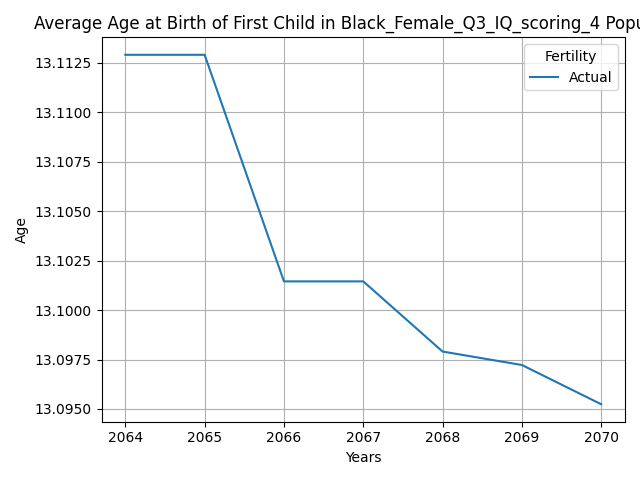 Average Age at Birth of First Child in Black_Female_Q3_IQ_scoring_4 Popu
Fertility
Actual
13.1125
13.1100
13.1075
13.1050
13.1025
13.1000
13.0975
13.0950
Age
2064 2065 2066 2067 2068 2069 2070
Years